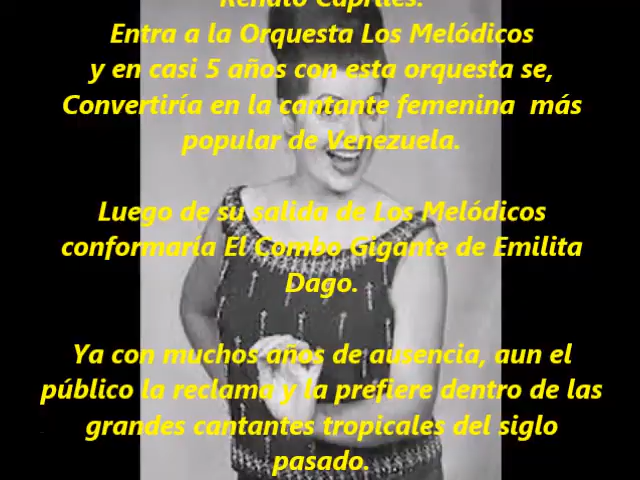 Renato Capriles.
Entra a la Orquesta Los Melódicos
y en casi 5 años con esta orquesta se,
Convertiría en la cantante femenina más
popular de Venezuela.
Luego de su salida de Los Melódicos
conformaría El Combo Gigante de Emilita
Dago.
Ya con muchos años de ausencia, aun el
público la reclama y la prefiere dentro de las
grandes cantantes tropicales del siglo
pasado.